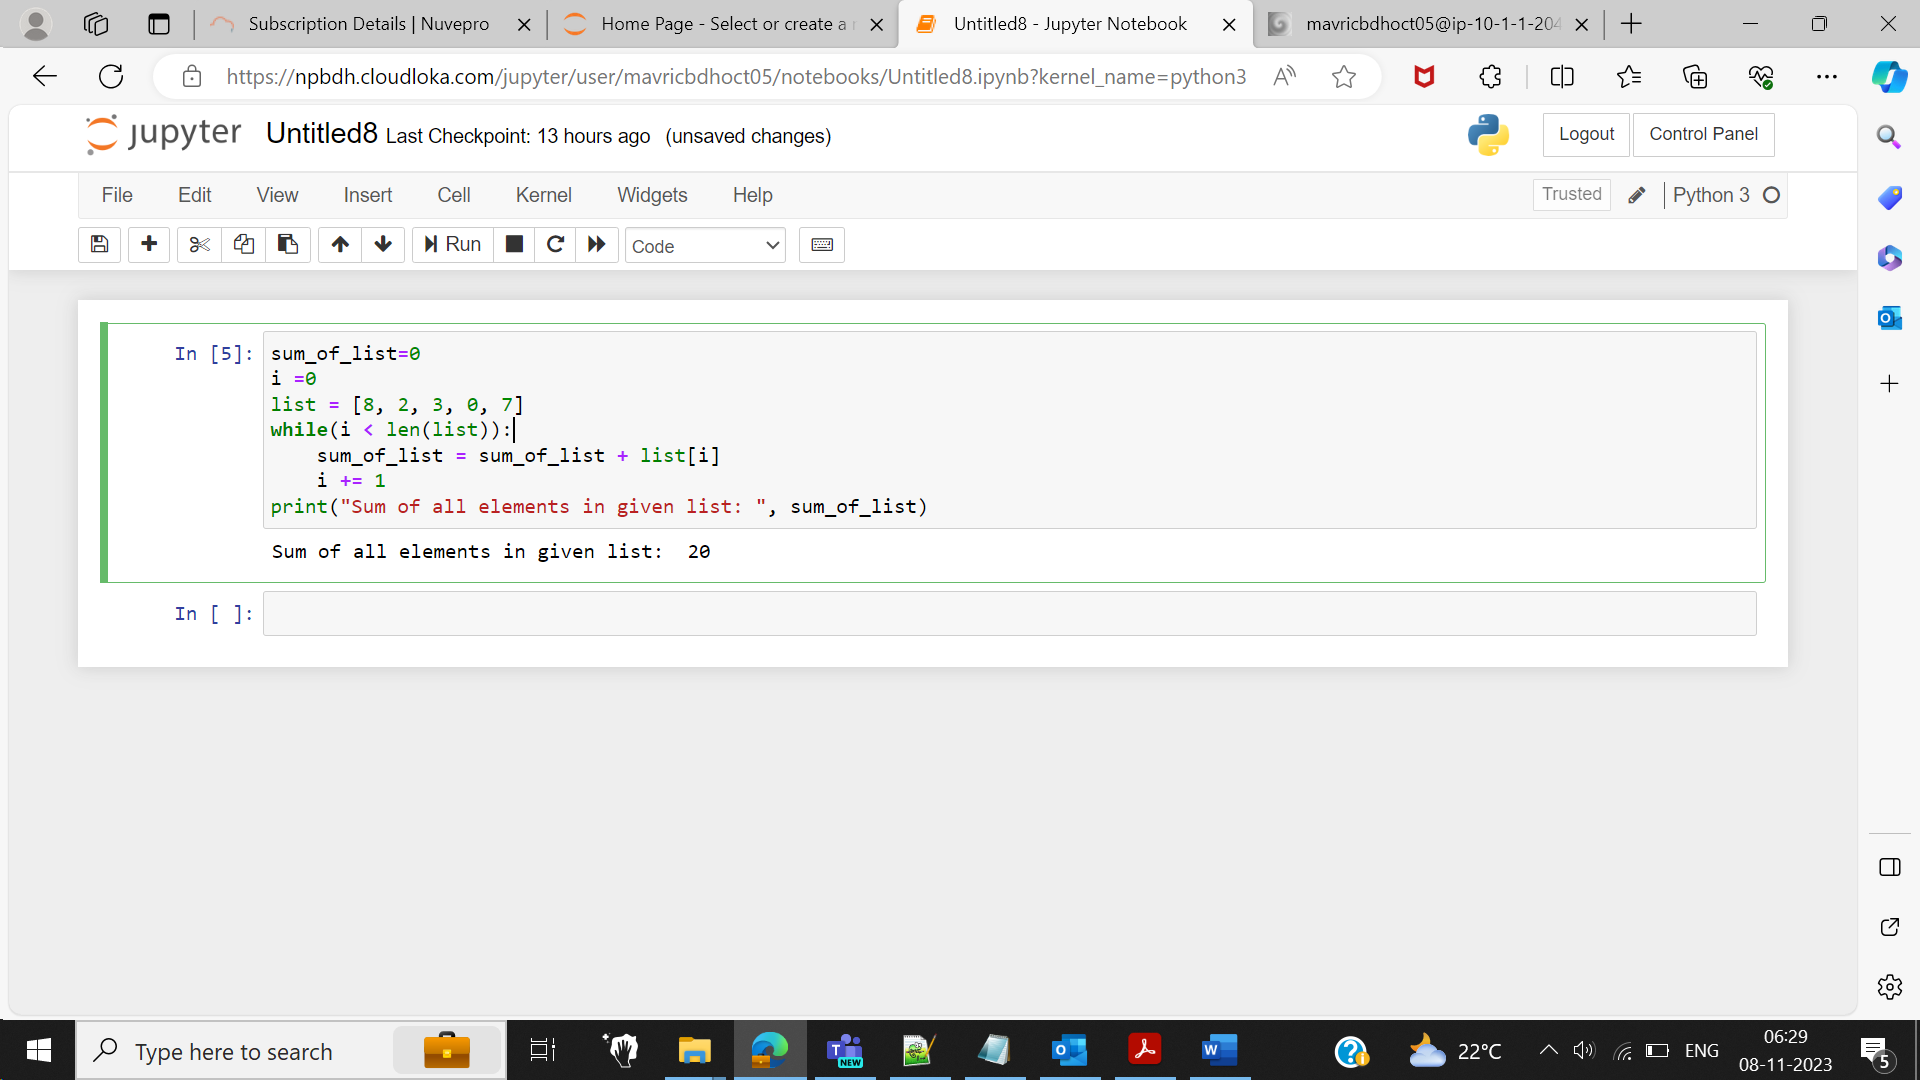 Subscription Details | Nuvepro
Home Page - Select or create a
Untitled8 - Jupyter Notebook
mavricbdhoct05@ip-10-1-1-204
https://npbdh.cloudloka.com/jupyter/user/mavricbdhoct05/notebooks/Untitled8.ipynb?kernel_name=python3
jupyter Untitled8 Last Checkpoint: 13 hours ago (unsaved changes)
Logout
Control Panel
File Edit View Insert Cell Kernel Widgets Help
Trusted
Python 3
Run
Code
In [5]:
sum_of_list=0
i =0
list = [8, 2, 3, 0, 7]
while(i < len(list)):
    sum_of_list = sum_of_list + list[i]
    i += 1
print("Sum of all elements in given list: ", sum_of_list)
Sum of all elements in given list:  20
In [ ]:
Type here to search
NEW
22°C
ENG
06:29
08-11-2023
5